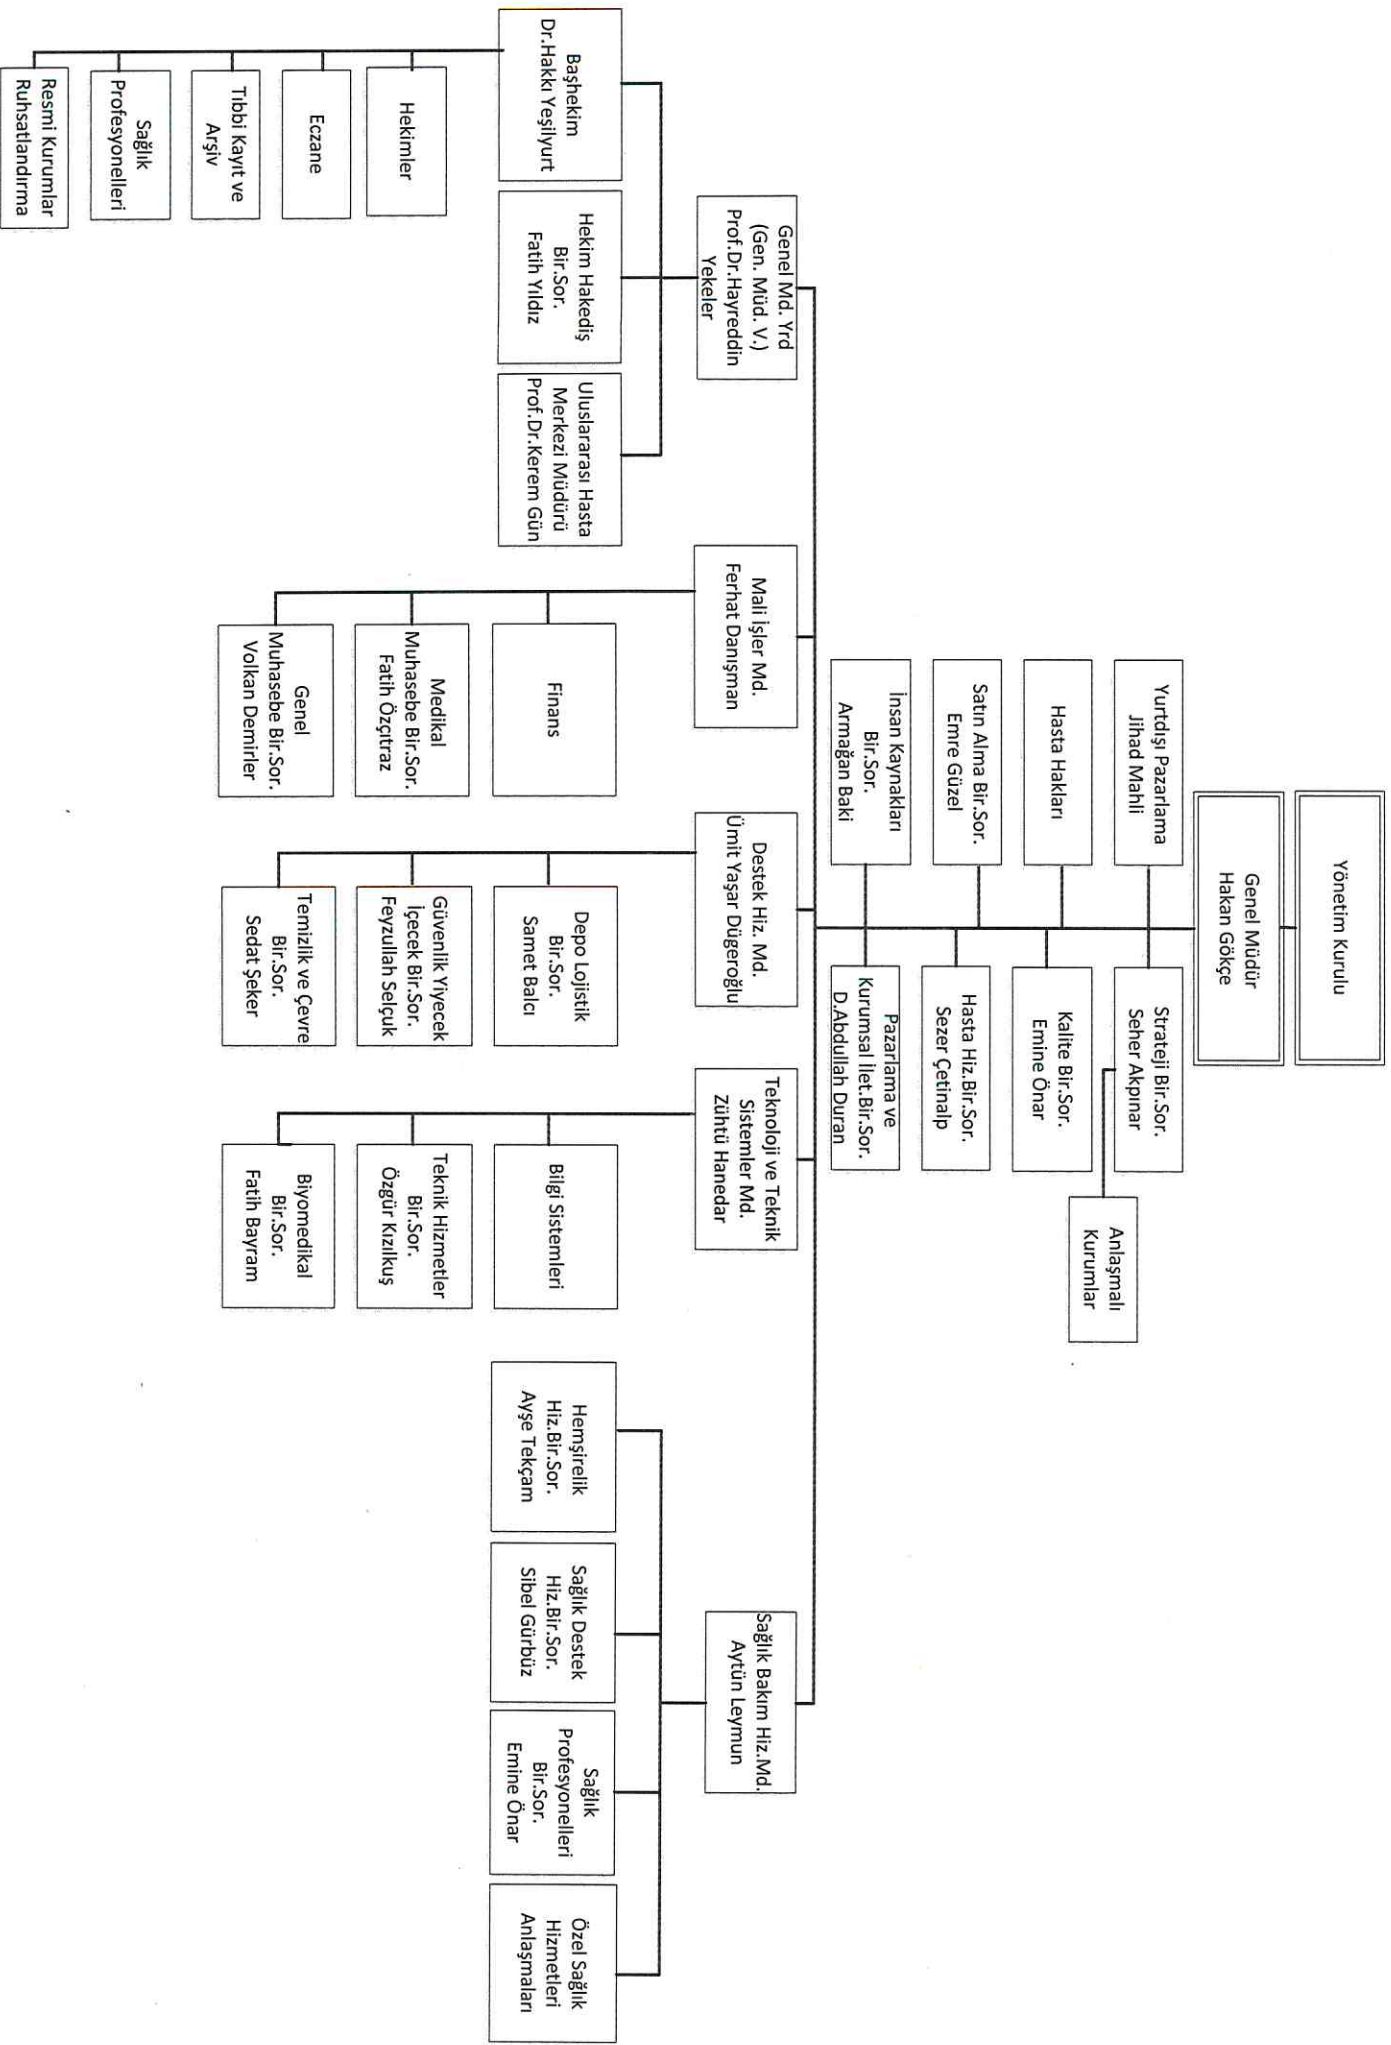 Yönetim Kurulu
Genel Müdür
Hakan Gökçe
Yurtdışı Pazarlama
Jihad Mahli
Strateji Bir.Sor.
Seher Akpınar
Anlaşmalı
Kurumlar
Hasta Hakları
Kalite Bir.Sor.
Emine Önar
Satın Alma Bir.Sor.
Emre Güzel
Hasta Hiz.Bir.Sor.
Sezer Çetinalp
İnsan Kaynakları
Bir.Sor.
Armağan Baki
Pazarlama ve
Kurumsal İlet.Bir.Sor.
D.Abdullah Duran
Genel Md. Yrd
(Gen. Müd. V.)
Prof.Dr.Hayreddin
Yekeler
Mali İşler Md.
Ferhat Danışman
Destek Hiz. Md.
Ümit Yaşar Dügeroğlu
Teknoloji ve Teknik
Sistemler Md.
Zühtü Hanedar
Sağlık Bakım Hiz.Md.
Aytün Leymun
Başhekim
Dr.Hakkı Yeşilyurt
Hekim Hakediş
Bir.Sor.
Fatih Yıldız
Uluslararası Hasta
Merkezi Müdürü
Prof.Dr.Kerem Gün
Finans
Depo Lojistik
Bir.Sor.
Samet Balcı
Bilgi Sistemleri
Hemşirelik
Hiz.Bir.Sor.
Ayşe Tekçam
Sağlık Destek
Hiz.Bir.Sor.
Sibel Gürbüz
Sağlık
Profesyonelleri
Bir.Sor.
Emine Önar
Özel Sağlık
Hizmetleri
Anlaşmaları
Hekimler
Medikal
Muhasebe Bir.Sor.
Fatih Özçıtraz
Güvenlik Yiyecek
İçecek Bir.Sor.
Feyzullah Selçuk
Teknik Hizmetler
Bir.Sor.
Özgür Kızılkuş
Eczane
Genel
Muhasebe Bir.Sor.
Volkan Demirler
Temizlik ve Çevre
Bir.Sor.
Sedat Şeker
Biyomedikal
Bir.Sor.
Fatih Bayram
Tıbbi Kayıt ve
Arşiv
Sağlık
Profesyonelleri
Resmi Kurumlar
Ruhsatlandırma